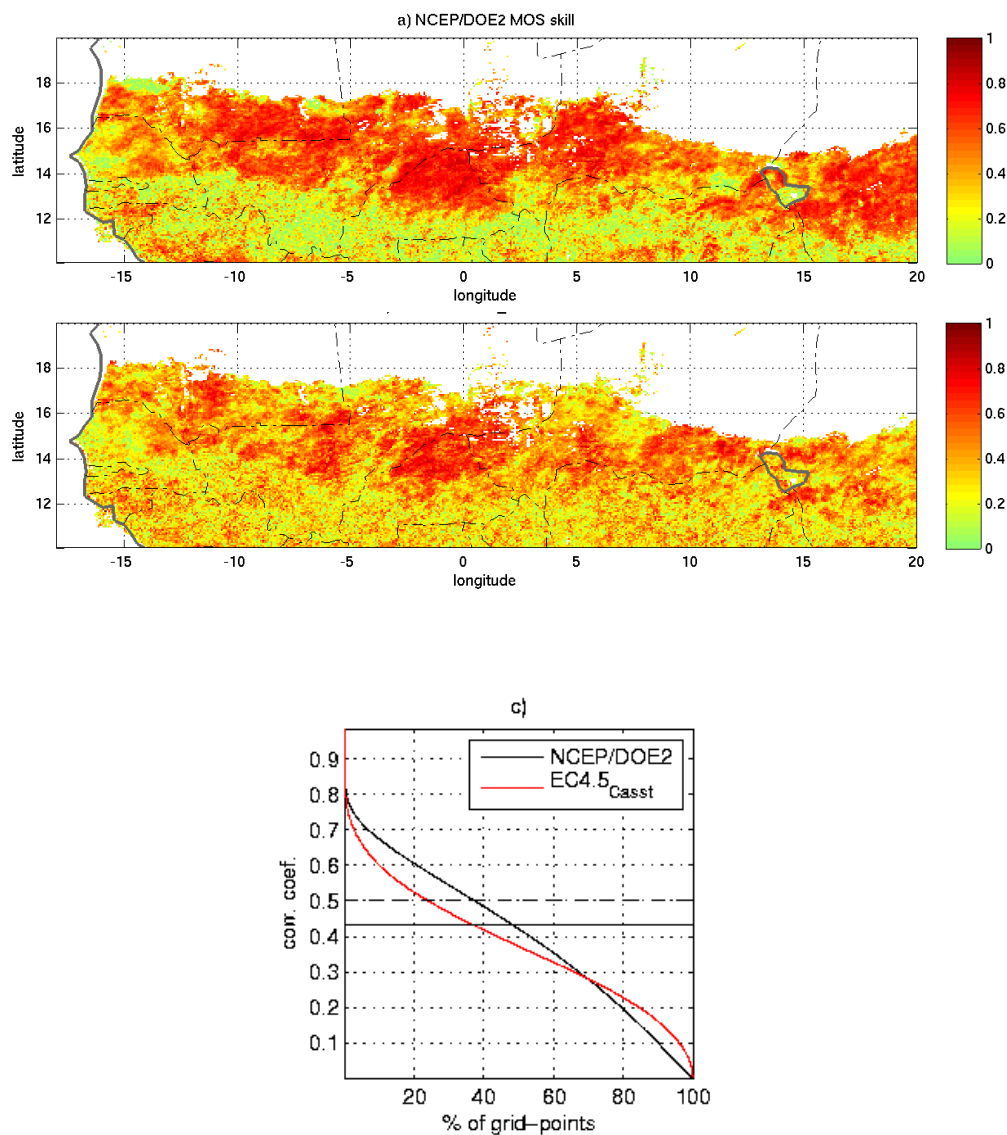 a) NCEP/DOE2 MOS skill
latitude
18
16
14
12
-15 -10 -5 0 5 10 15 20
longitude
1
0.8
0.6
0.4
0.2
0
latitude
18
16
14
12
-15 -10 -5 0 5 10 15 20
longitude
1
0.8
0.6
0.4
0.2
0
c)
NCEP/DOE2
EC4.5Casst
corr. coef.
0.9
0.8
0.7
0.6
0.5
0.4
0.3
0.2
0.1
20 40 60 80 100
% of grid-points